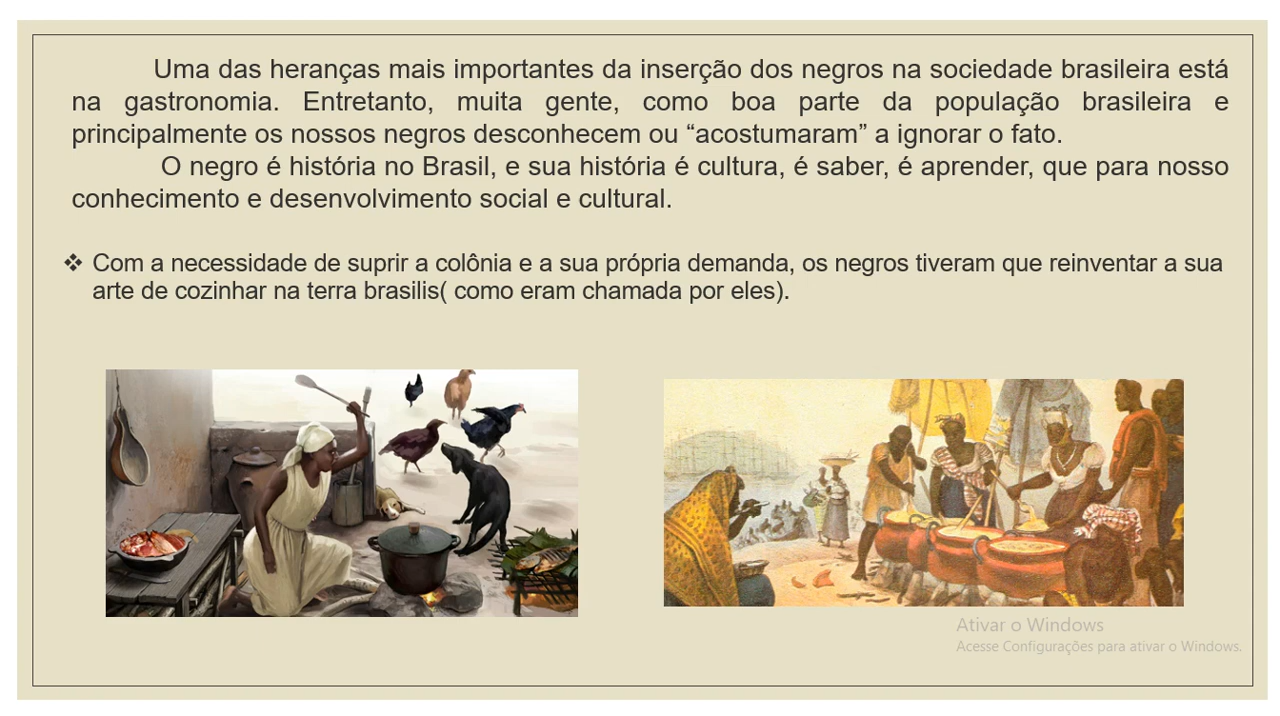 Uma das heranças mais importantes da inserção dos negros na sociedade brasileira está
na gastronomia. Entretanto, muita gente, como boa parte da população brasileira e
principalmente os nossos negros desconhecem ou “acostumaram” a ignorar o fato.
O negro é história no Brasil, e sua história é cultura, é saber, é aprender, que para nosso
conhecimento e desenvolvimento social e cultural.
❖ Com a necessidade de suprir a colônia e a sua própria demanda, os negros tiveram que reinventar a sua
arte de cozinhar na terra brasilis( como eram chamada por eles).
Ativar o Windows
Acesse Configurações para ativar o Windows.